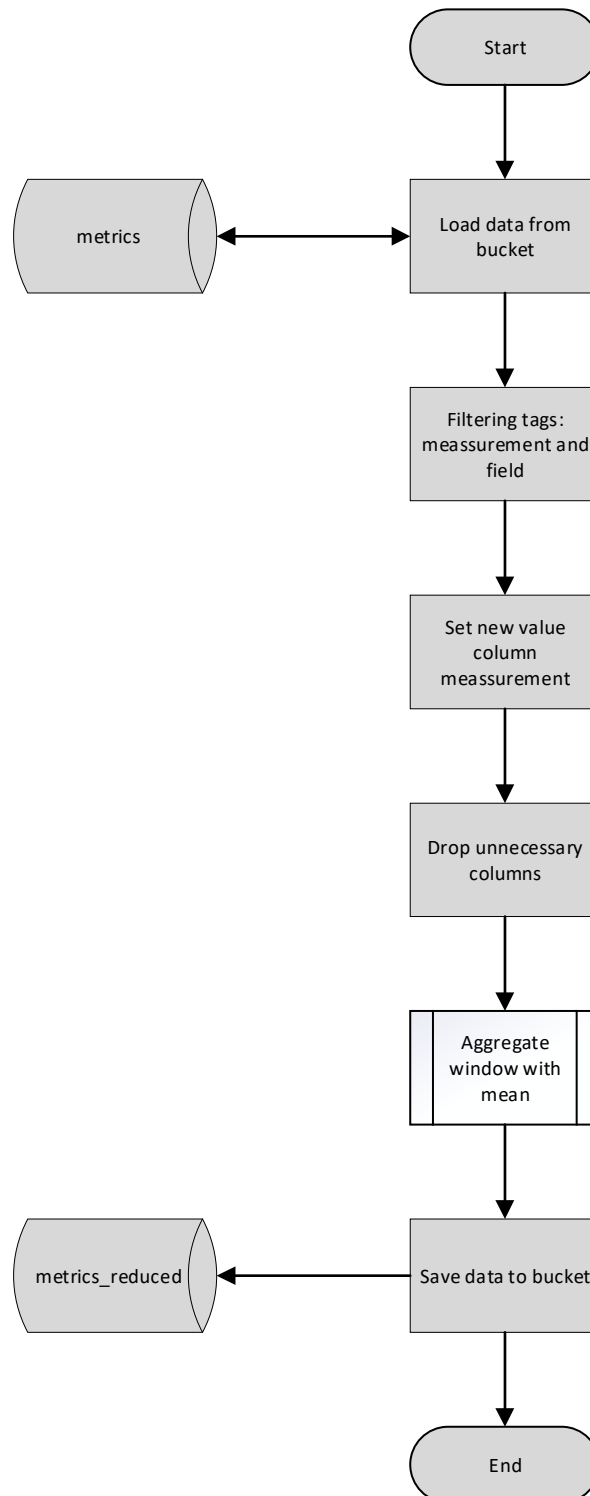 Start
metrics
Load data from
bucket
Filtering tags:
meassurement and
field
Set new value
column
meassurement
Drop unnecessary
columns
Aggregate
window with
mean
metrics_reduced
Save data to bucket
End